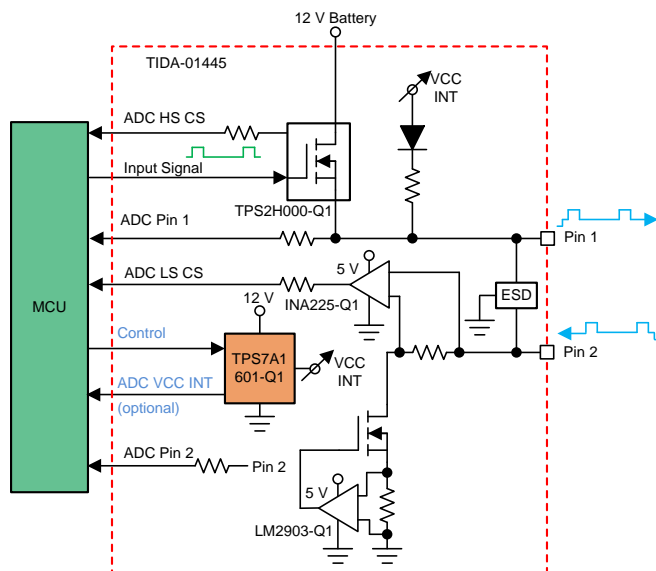 12 V Battery
TIDA-01445
VCC
INT
ADC HS CS
Input Signal
TPS2H000-Q1
ADC Pin 1
Pin 1
5 V
ADC LS CS
INA225-Q1
ESD
MCU
12 V
Control
TPS7A1
601-Q1
VCC
INT
Pin 2
ADC VCC INT
(optional)
ADC Pin 2
Pin 2
5 V
LM2903-Q1